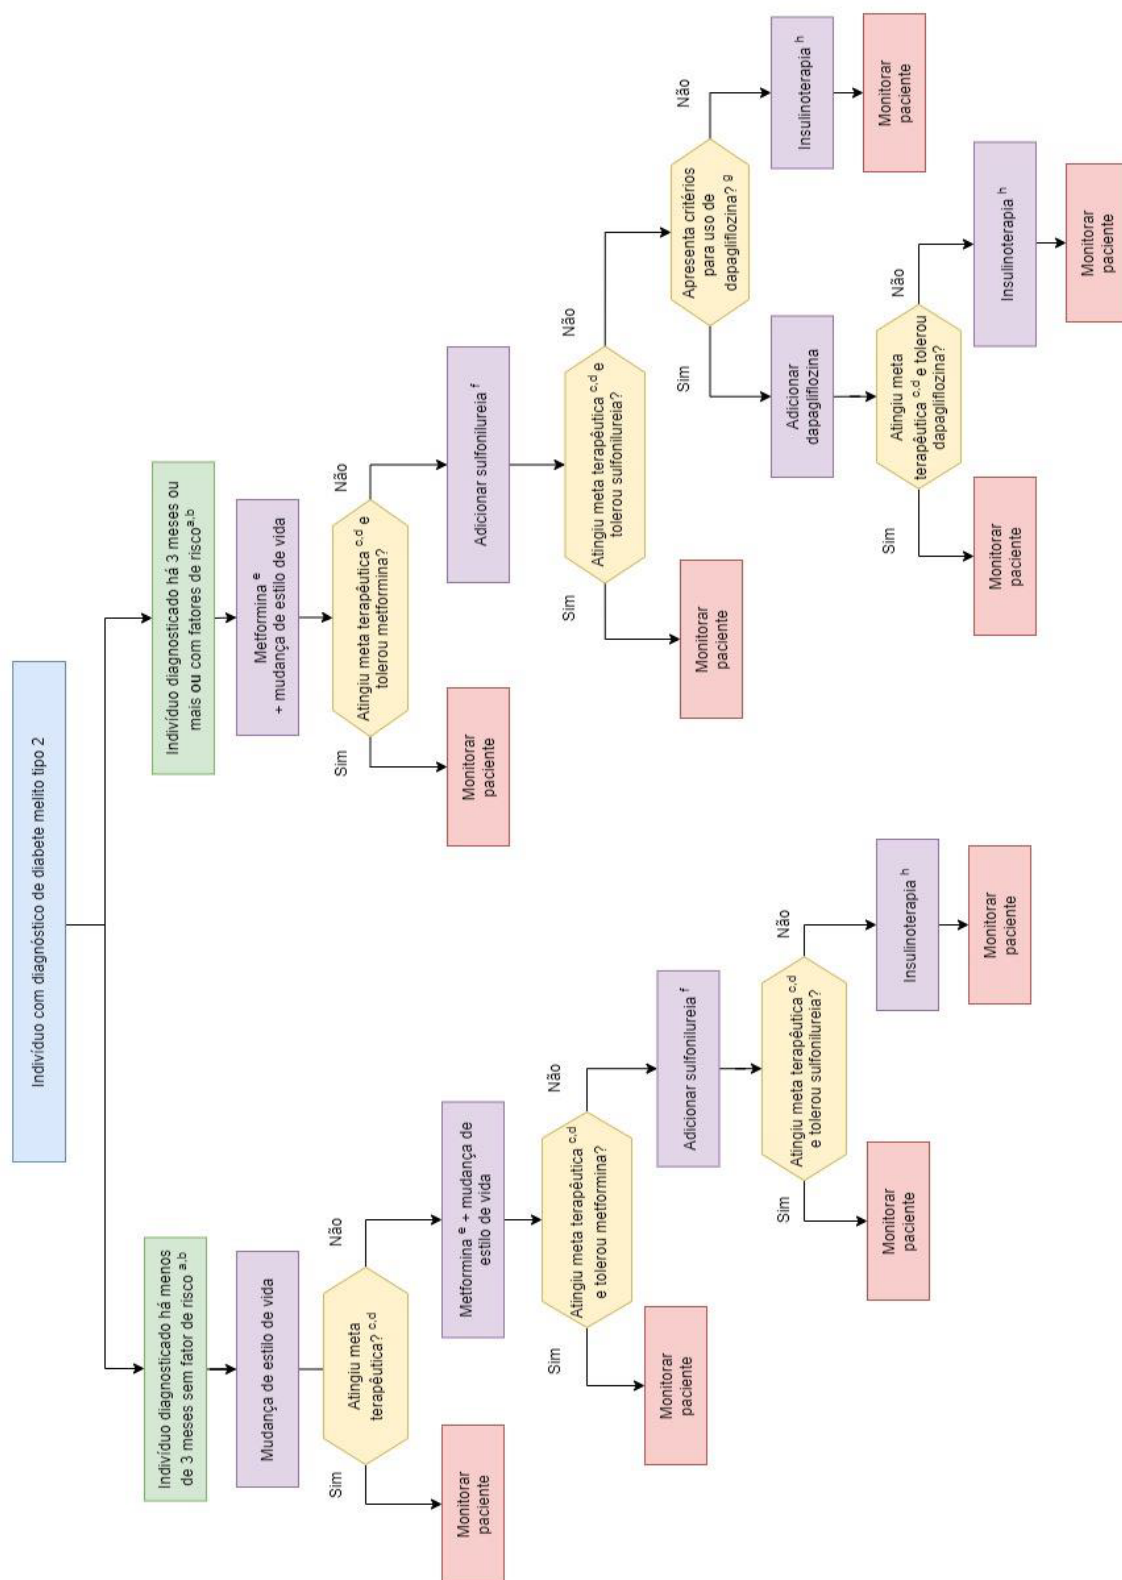 Indivíduo com diagnóstico de diabete melito tipo 2
Indivíduo diagnosticado há menos
de 3 meses sem fator de risco a,b
Mudança de estilo de vida
Atingiu meta
terapêutica? c,d
Sim
Não
Monitorar
paciente
Metformina e + mudança de
estilo de vida
Atingiu meta terapêutica c,d
e tolerou metformina?
Sim
Não
Monitorar
paciente
Adicionar sulfonilureia f
Atingiu meta terapêutica c,d
e tolerou sulfonilureia?
Sim
Não
Monitorar
paciente
Insulinoterapia h
Monitorar
paciente
Indivíduo diagnosticado há 3 meses ou
mais ou com fatores de risco a,b
Metformina e
+ mudança de estilo de vida
Atingiu meta terapêutica c,d e
tolerou metformina?
Sim
Não
Monitorar
paciente
Adicionar sulfonilureia f
Atingiu meta terapêutica c,d e
tolerou sulfonilureia?
Sim
Não
Monitorar
paciente
Apresenta critérios
para uso de
dapagliflozina? g
Sim
Não
Adicionar
dapagliflozina
Insulinoterapia h
Monitorar
paciente
Atingiu meta
terapêutica c,d e tolerou
dapagliflozina?
Sim
Não
Monitorar
paciente
Insulinoterapia h
Monitorar
paciente